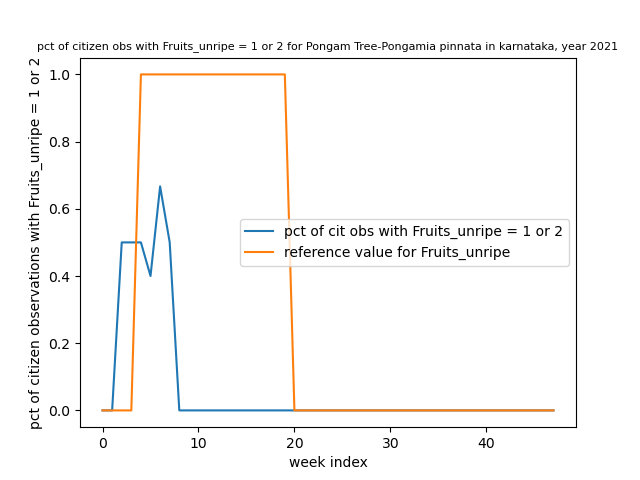 pct of citizen obs with Fruits_unripe = 1 or 2 for Pongam Tree-Pongamia pinnata in karnataka, year 2021
pct of citizen observations with Fruits_unripe = 1 or 2
1.0
0.8
0.6
0.4
0.2
0.0
pct of cit obs with Fruits_unripe = 1 or 2
reference value for Fruits_unripe
0 10 20 30 40
week index